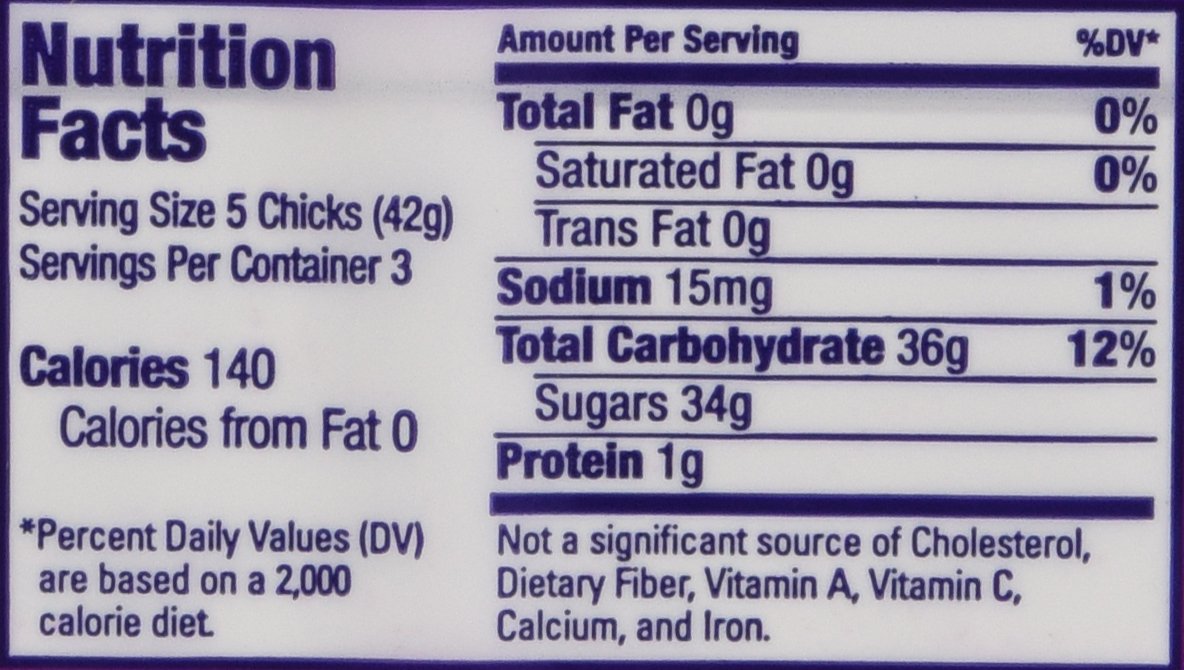 Nutrition
Facts
Serving Size 5 Chicks (42g)
Servings Per Container 3
Calories 140
Calories from Fat 0
*Percent Daily Values (DV)
are based on a 2,000
calorie diet.
Amount Per Serving %DV*
Total Fat 0g 0%
Saturated Fat 0g 0%
Trans Fat 0g
Sodium 15mg 1%
Total Carbohydrate 36g 12%
Sugars 34g
Protein 1g
Not a significant source of Cholesterol,
Dietary Fiber, Vitamin A, Vitamin C,
Calcium, and Iron.